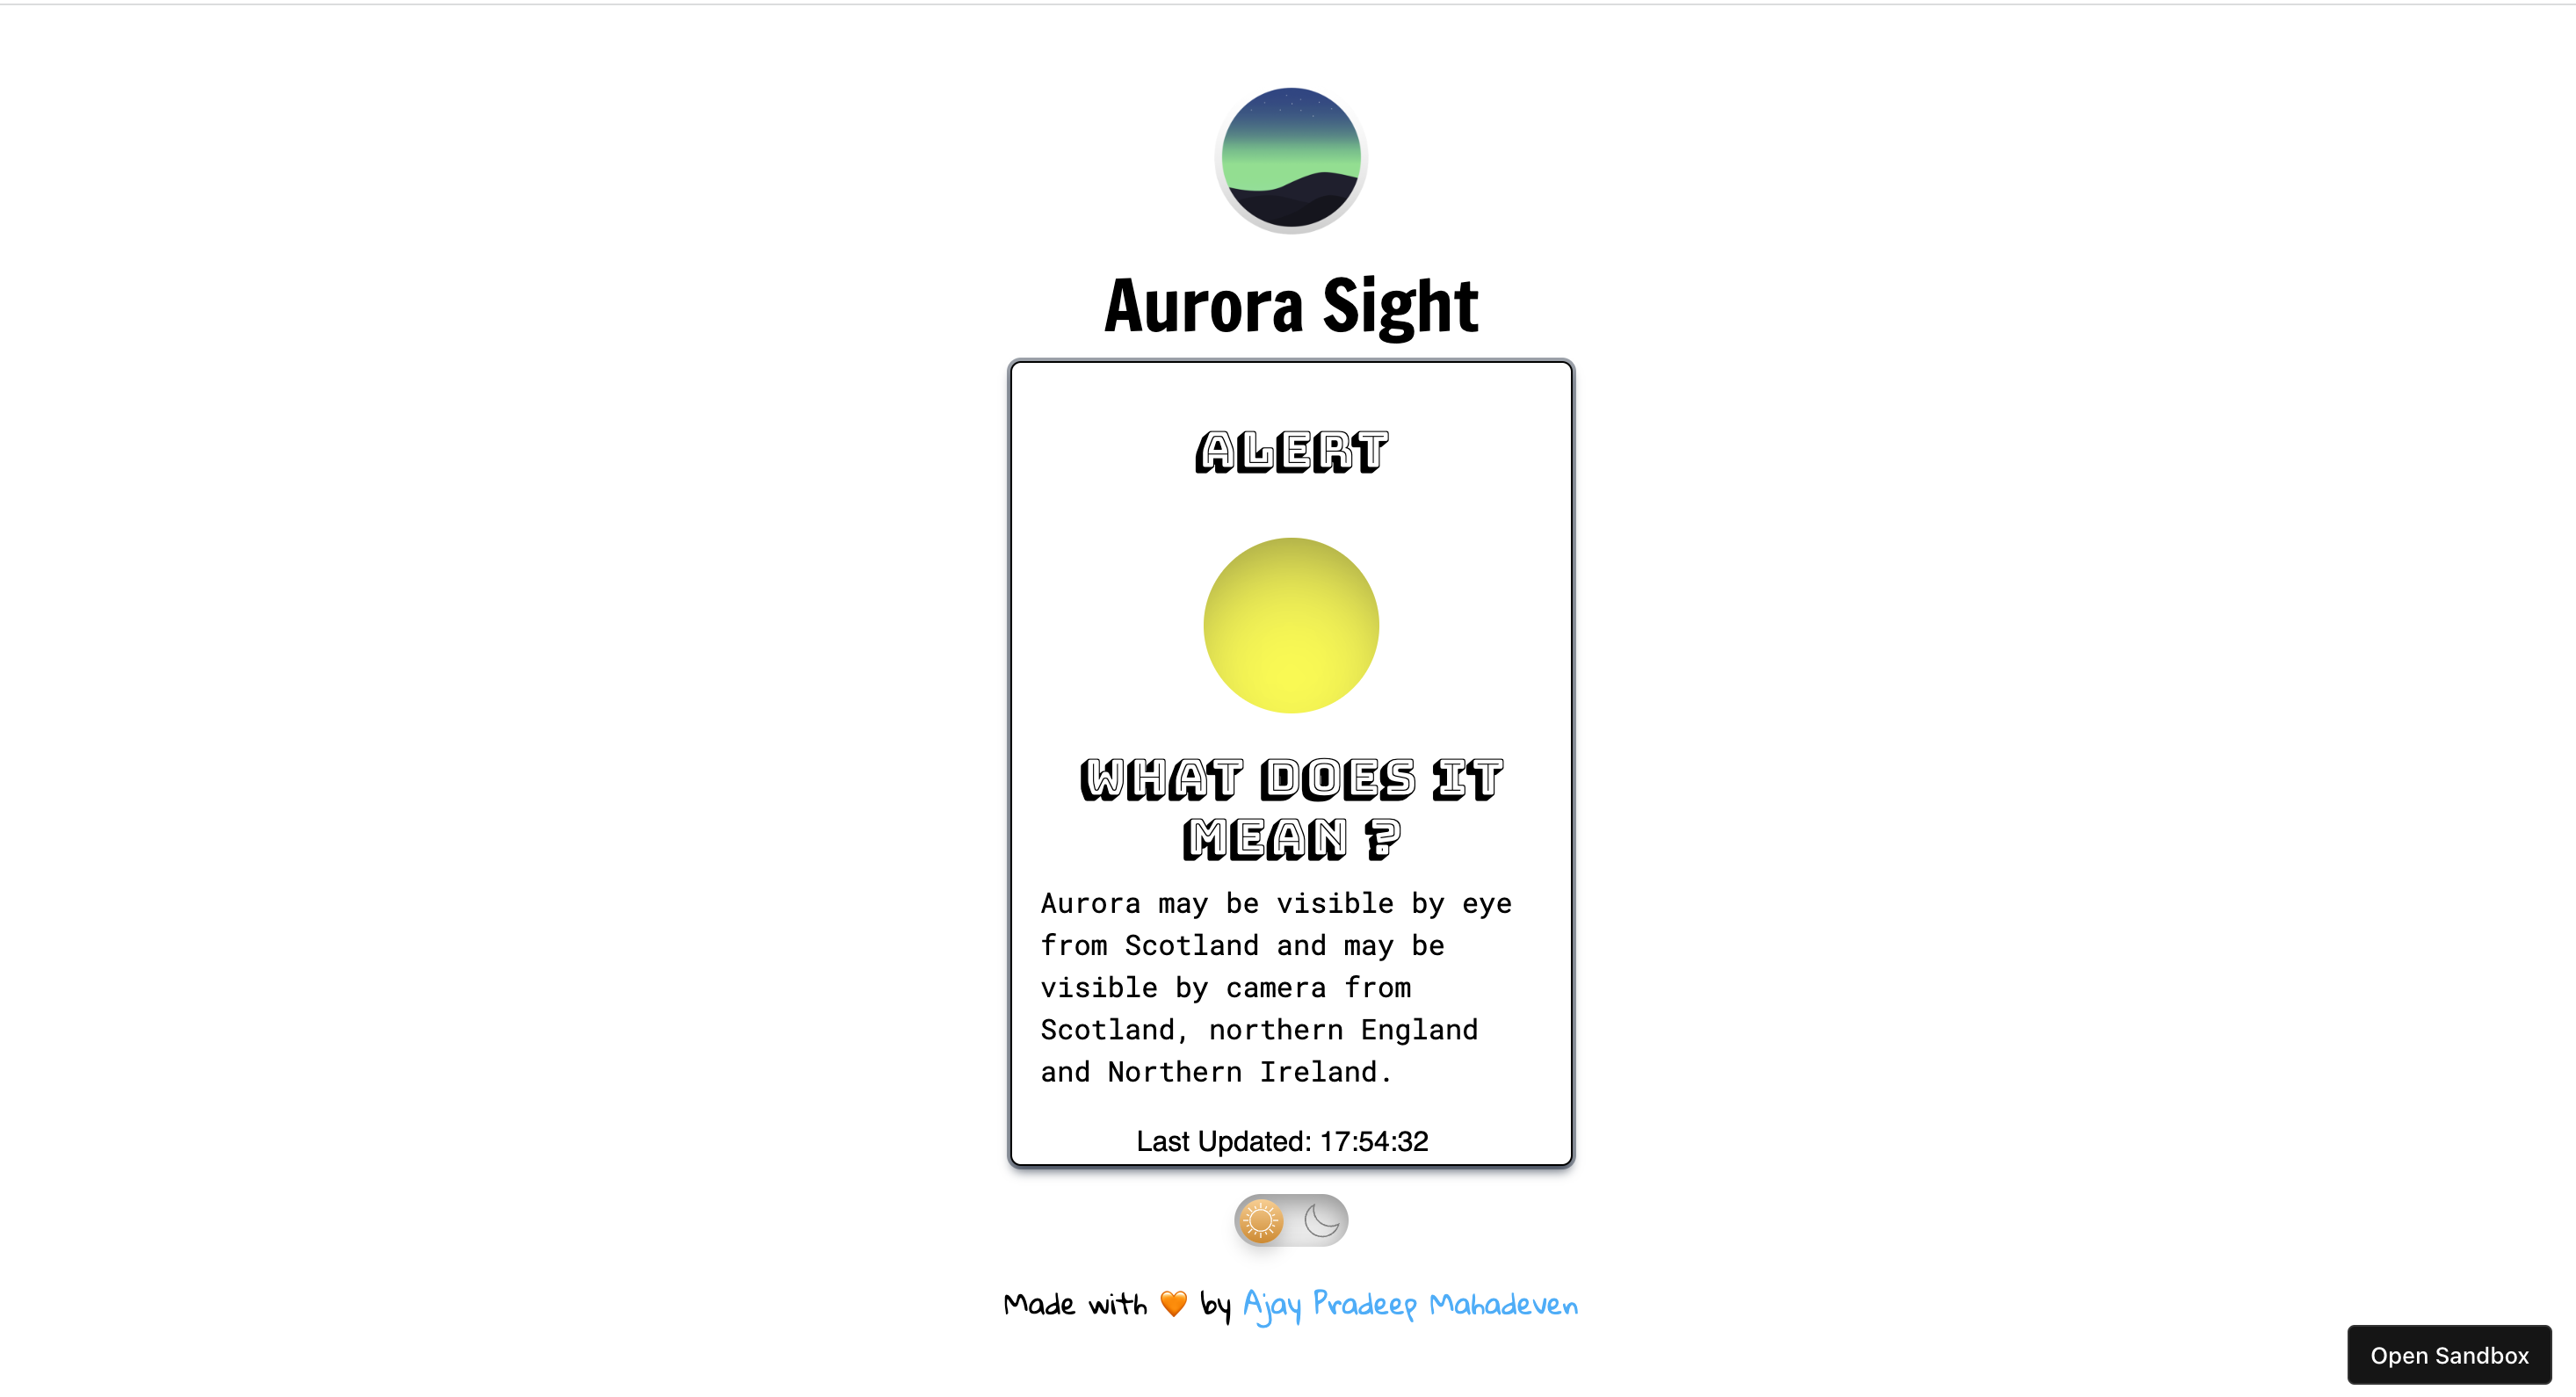 Aurora Sight
ALERT
WHAT DOES IT
MEAN ?
Aurora may be visible by eye
from Scotland and may be
visible by camera from
Scotland, northern England
and Northern Ireland.
Last Updated: 17:54:32
Made with 🧡 by Ajay Pradeep Mahadeven
Open Sandbox